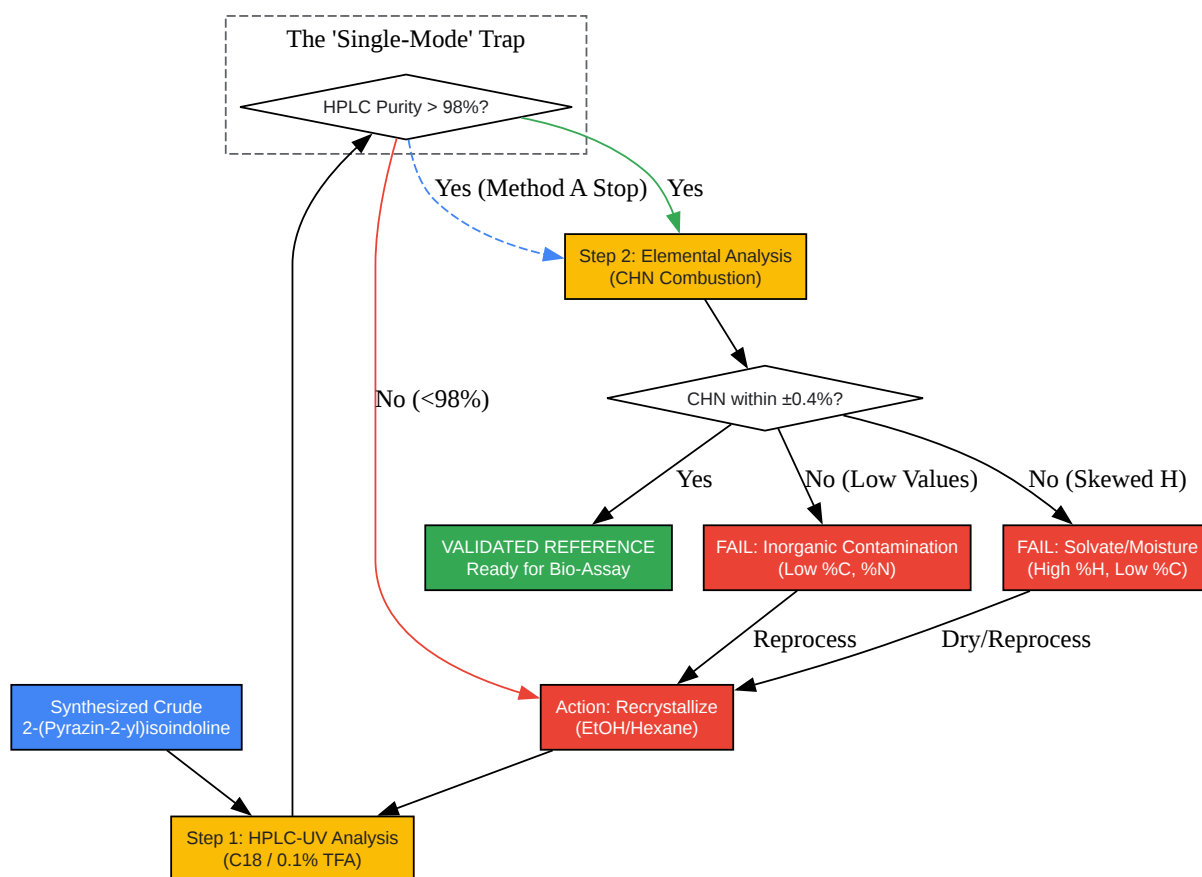 The 'Single-Mode' Trap
HPLC Purity > 98%?
Yes (Method A Stop)
Yes
Step 2: Elemental Analysis
(CHN Combustion)
No (<98%)
CHN within ±0.4%?
Yes
No (Low Values)
No (Skewed H)
VALIDATED REFERENCE
Ready for Bio-Assay
FAIL: Inorganic Contamination
(Low %C, %N)
FAIL: Solvate/Moisture
(High %H, Low %C)
Reprocess
Dry/Reprocess
Synthesized Crude
2-(Pyrazin-2-yl)isoindoline
Action: Recrystallize
(EtOH/Hexane)
Step 1: HPLC-UV Analysis
(C18 / 0.1% TFA)